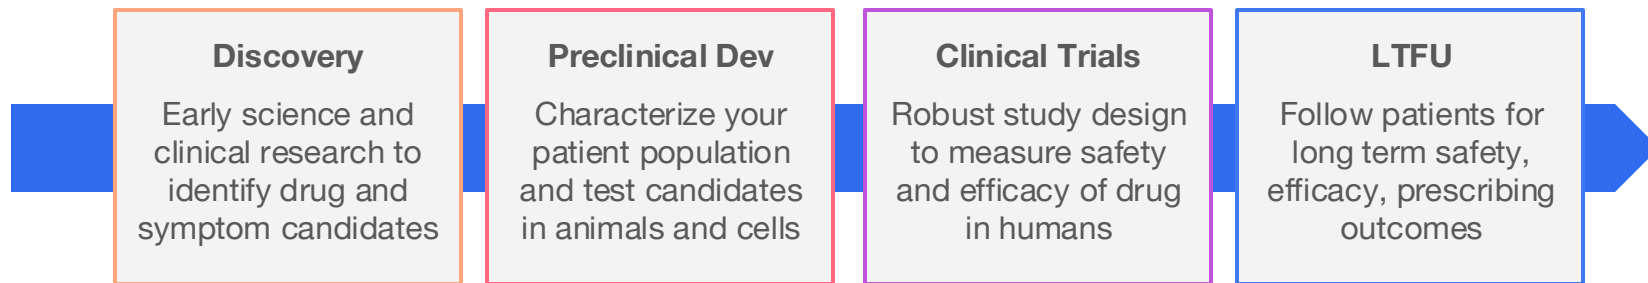 Discovery
Early science and
clinical research to
identify drug and
symptom candidates
Preclinical Dev
Characterize your
patient population
and test candidates
in animals and cells
Clinical Trials
Robust study design
to measure safety
and efficacy of drug
in humans
LTFU
Follow patients for
long term safety,
efficacy, prescribing
outcomes